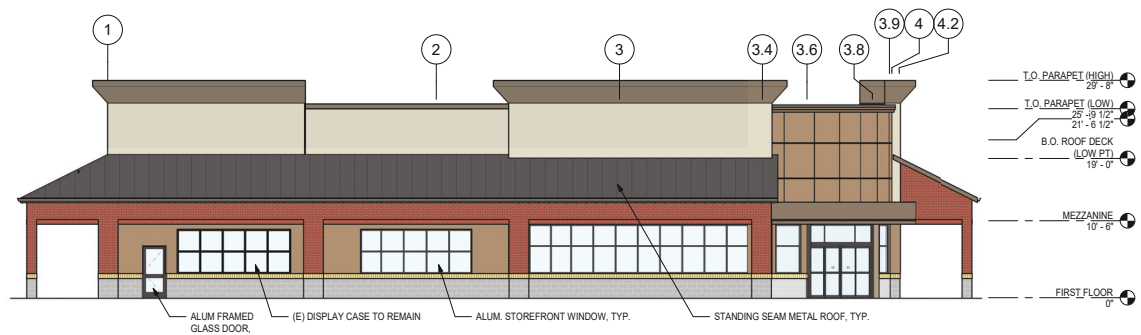 1
2
3
3.4
3.6
3.8
3.9
4
4.2
T.O. PARAPET (HIGH)
29' - 8"
T.O. PARAPET (LOW)
25' - 9 1/2"
21' - 6 1/2"
B.O. ROOF DECK
(LOW PT)
19' - 0"
MEZZANINE
10' - 6"
FIRST FLOOR
0"
ALUM FRAMED
GLASS DOOR,
(E) DISPLAY CASE TO REMAIN
ALUM. STOREFRONT WINDOW, TYP.
STANDING SEAM METAL ROOF, TYP.